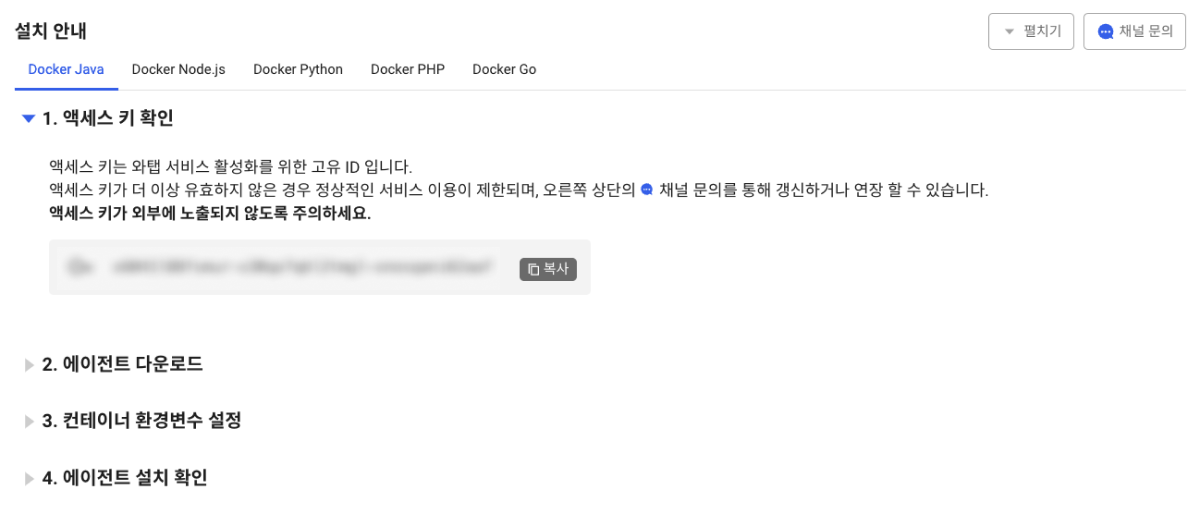 설치 안내
펼치기
채널 문의
Docker Java
Docker Node.js
Docker Python
Docker PHP
Docker Go
1. 액세스 키 확인
액세스 키는 와탭 서비스 활성화를 위한 고유 ID 입니다.
액세스 키가 더 이상 유효하지 않은 경우 정상적인 서비스 이용이 제한되며, 오른쪽 상단의 채널 문의를 통해 갱신하거나 연장 할 수 있습니다.
액세스 키가 외부에 노출되지 않도록 주의하세요.
복사
2. 에이전트 다운로드
3. 컨테이너 환경변수 설정
4. 에이전트 설치 확인